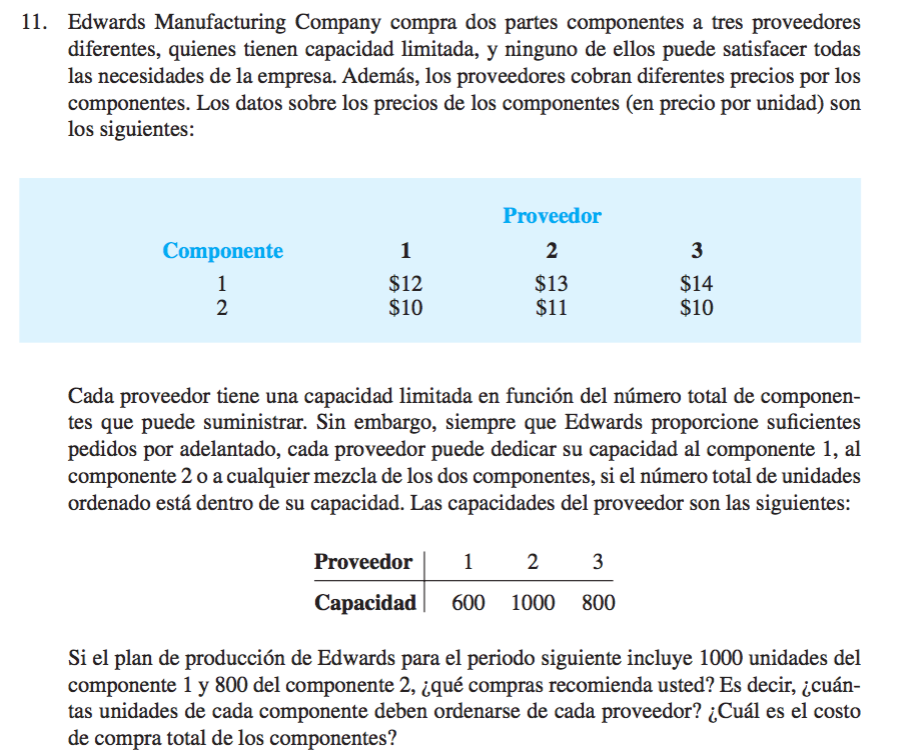 11. Edwards Manufacturing Company compra dos partes componentes a tres proveedores
diferentes, quienes tienen capacidad limitada, y ninguno de ellos puede satisfacer todas
las necesidades de la empresa. Además, los proveedores cobran diferentes precios por los
componentes. Los datos sobre los precios de los componentes (en precio por unidad) son
los siguientes:
Proveedor
Componente 1 2 3
1 $12 $13 $14
2 $10 $11 $10
Cada proveedor tiene una capacidad limitada en función del número total de componen-
tes que puede suministrar. Sin embargo, siempre que Edwards proporcione suficientes
pedidos por adelantado, cada proveedor puede dedicar su capacidad al componente 1, al
componente 2 o a cualquier mezcla de los dos componentes, si el número total de unidades
ordenado está dentro de su capacidad. Las capacidades del proveedor son las siguientes:
Proveedor 1 2 3
Capacidad 600 1000 800
Si el plan de producción de Edwards para el periodo siguiente incluye 1000 unidades del
componente 1 y 800 del componente 2, ¿qué compras recomienda usted? Es decir, ¿cuán-
tas unidades de cada componente deben ordenarse de cada proveedor? ¿Cuál es el costo
de compra total de los componentes?